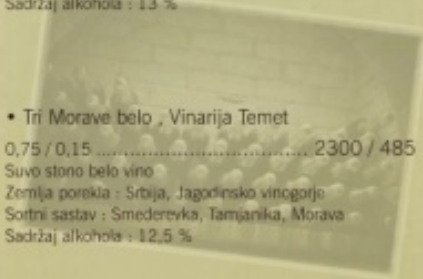 Sadržaj alkohola : 13 %
• Tri Morave belo , Vinarija Temet
0,75 / 0,15 .................................... 2300 / 485
Suvo stono belo vino
Zemlja porekla : Srbija, Jagodinsko vinogorje
Sortni sastav : Smederevka, Tamjanika, Morava
Sadržaj alkohola : 12,5 %